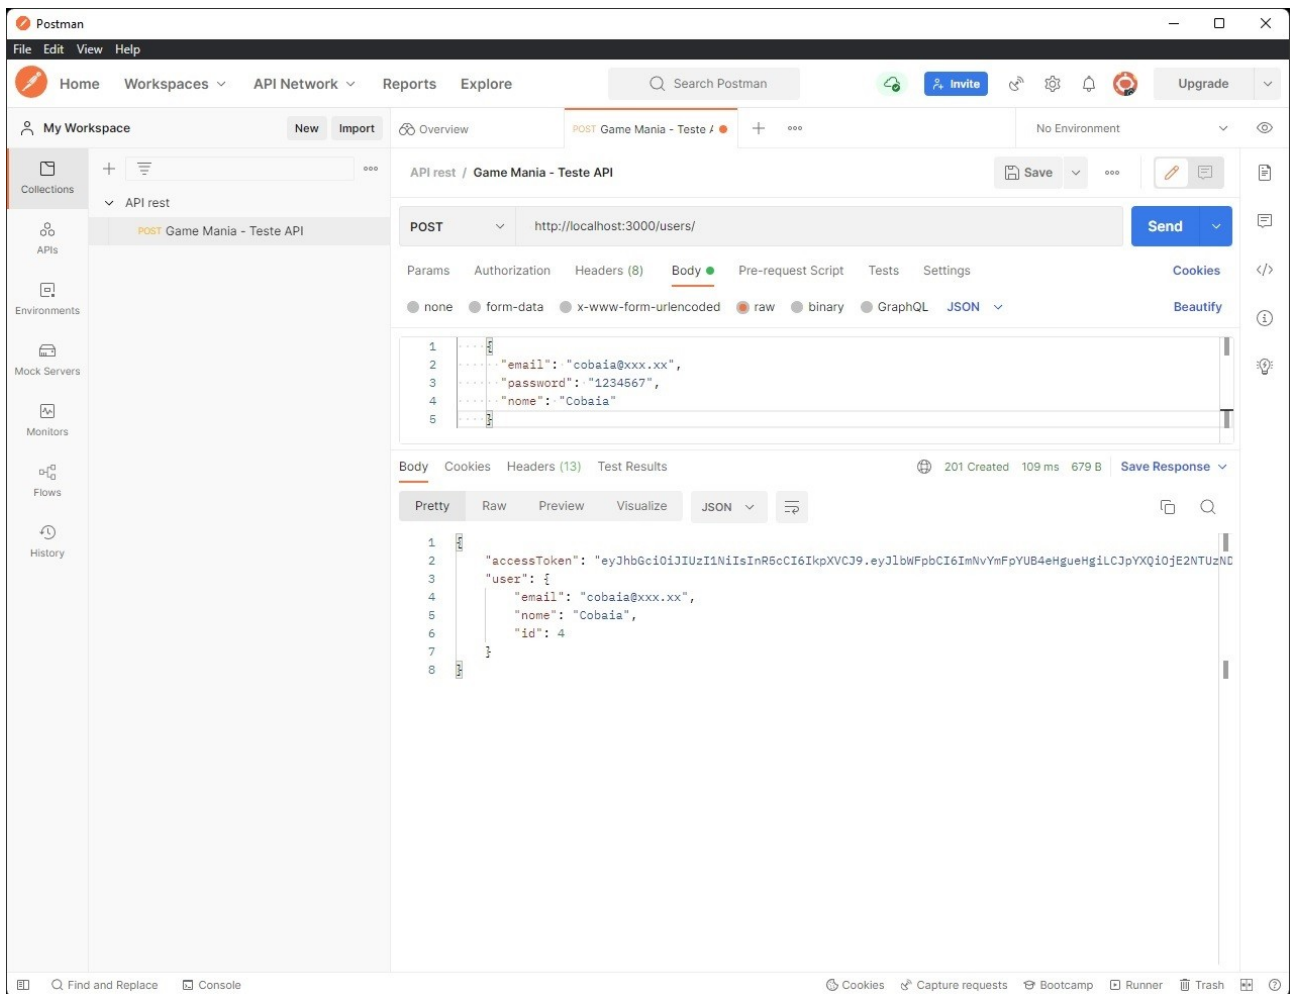 Postman
File Edit View Help
Home Workspaces API Network Reports Explore Search Postman Invite Upgrade
My Workspace New Import Overview POST Game Mania - Teste No Environment
Collections
APIs
Environments
Mock Servers
Monitors
Flows
History
API rest
POST Game Mania - Teste API
API rest / Game Mania - Teste API Save
POST http://localhost:3000/users/ Send
Params Authorization Headers (8) Body Pre-request Script Tests Settings Cookies
none form-data x-www-form-urlencoded raw binary GraphQL JSON Beautify
1 {
2 "email": "cobaia@xxx.xx",
3 "password": "1234567",
4 "nome": "Cobaia"
5 }
Body Cookies Headers (13) Test Results 201 Created 109 ms 679 B Save Response
Pretty Raw Preview Visualize JSON
1 {
2 "accessToken": "eyJhbGciOiJIUzI1NiIsInR5cCI6IkpXVCJ9.eyJlbWFpbCI6ImNvYmFpYUB4eHgueHgiLCJpYXQiOjE2NTUzND
3 "user": {
4 "email": "cobaia@xxx.xx",
5 "nome": "Cobaia",
6 "id": 4
7 }
8 }
Find and Replace Console Cookies Capture requests Bootcamp Runner Trash